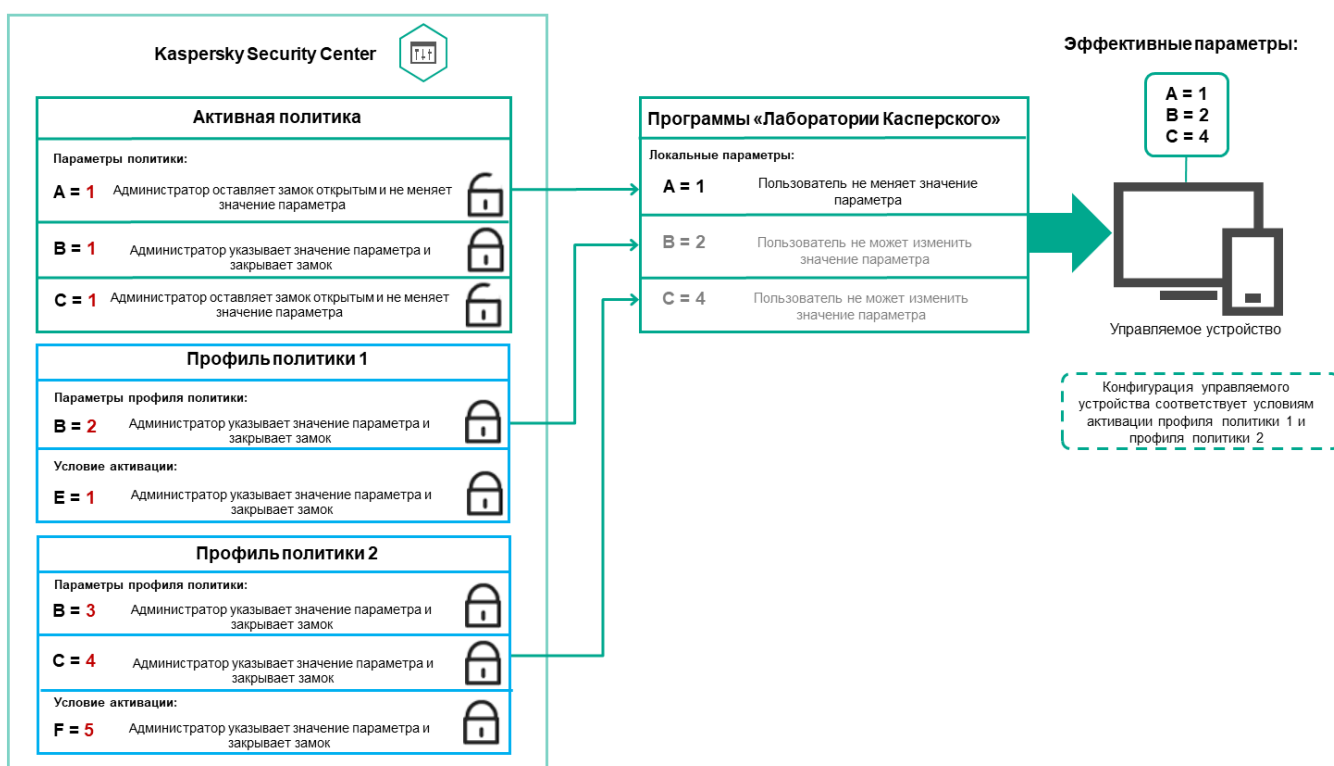 Kaspersky Security Center
Активная политика
Параметры политики:
A = 1
Администратор оставляет замок открытым и не меняет
значение параметра
B = 1
Администратор указывает значение параметра и
закрывает замок
C = 1
Администратор оставляет замок открытым и не меняет
значение параметра
Профиль политики 1
Параметры профиля политики:
B = 2
Администратор указывает значение параметра и
закрывает замок
Условие активации:
E = 1
Администратор указывает значение параметра и
закрывает замок
Профиль политики 2
Параметры профиля политики:
B = 3
Администратор указывает значение параметра и
закрывает замок
C = 4
Администратор указывает значение параметра и
закрывает замок
Условие активации:
F = 5
Администратор указывает значение параметра и
закрывает замок
Программы «Лаборатории Касперского»
Локальные параметры:
A = 1
Пользователь не меняет значение
параметра
B = 2
Пользователь не может изменить
значение параметра
C = 4
Пользователь не может изменить
значение параметра
Эффективные параметры:
A = 1
B = 2
C = 4
Управляемое устройство
Конфигурация управляемого
устройства соответствует условиям
активации профиля политики 1 и
профиля политики 2